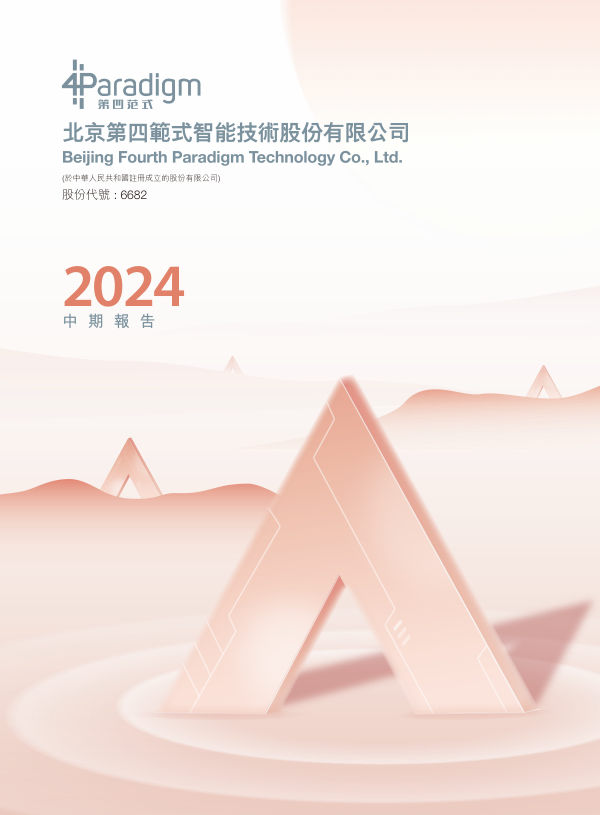 4Paradigm
第四范式
北京第四範式智能技術股份有限公司
Beijing Fourth Paradigm Technology Co., Ltd.
(於中華人民共和國註冊成立的股份有限公司)
股份代號 : 6682
2024
中期報告